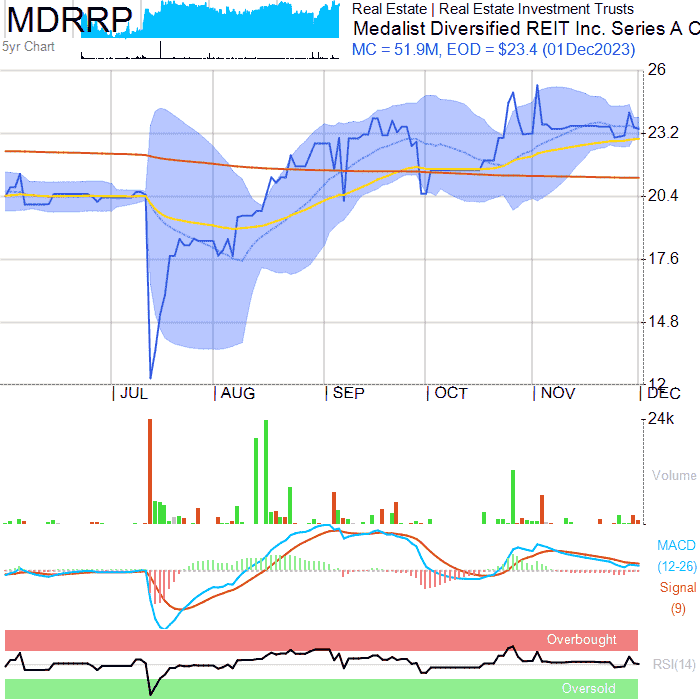 MDRRP
5yr Chart
Real Estate | Real Estate Investment Trusts
Medalist Diversified REIT Inc. Series A C
MC = 51.9M, EOD = $23.4 (01Dec2023)
26
23.2
20.4
17.6
14.8
12
JUL
AUG
SEP
OCT
NOV
DEC
24k
Volume
MACD
(12-26)
Signal
(9)
Overbought
RSI(14)
Oversold